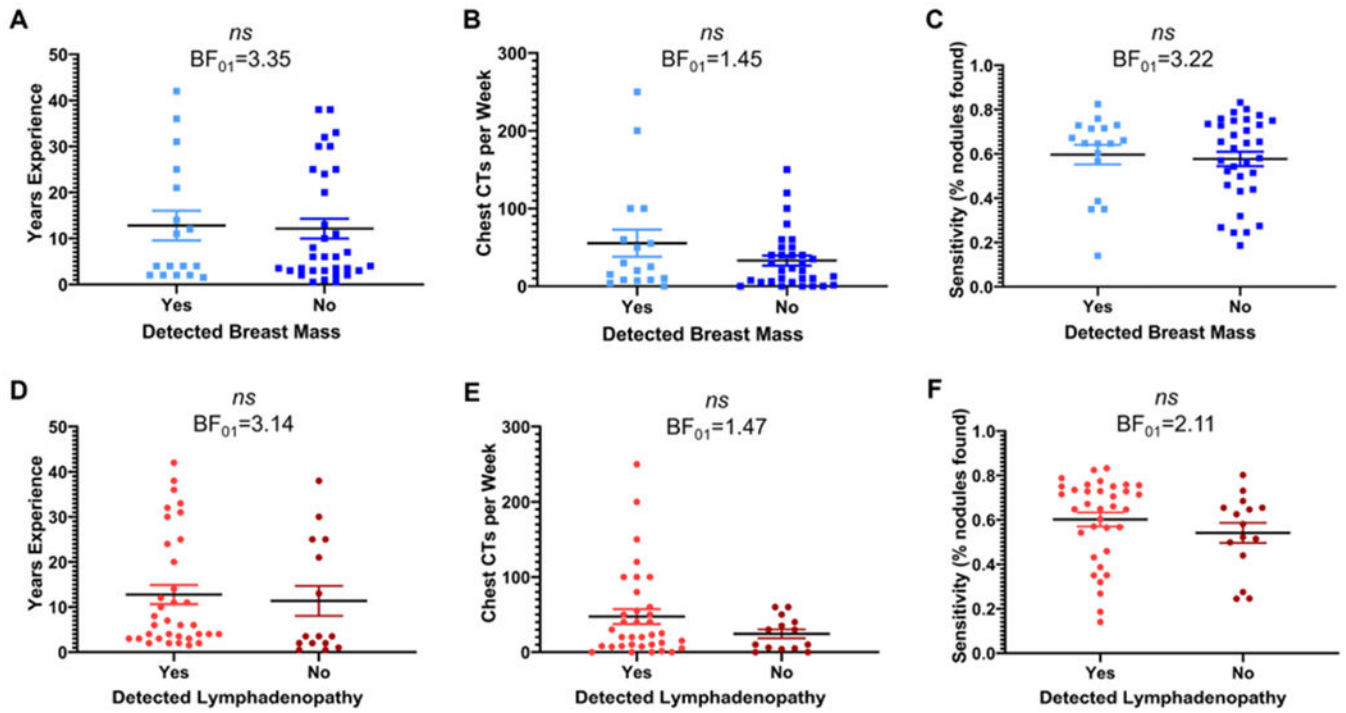 A
ns
BF01=3.35
Years Experience
50
40
30
20
10
0
Yes
No
Detected Breast Mass
B
ns
BF01=1.45
Chest CTs per Week
300
200
100
0
Yes
No
Detected Breast Mass
C
ns
BF01=3.22
Sensitivity (% nodules found)
1.0
0.8
0.6
0.4
0.2
0.0
Yes
No
Detected Breast Mass
D
ns
BF01=3.14
Years Experience
50
40
30
20
10
0
Yes
No
Detected Lymphadenopathy
E
ns
BF01=1.47
Chest CTs per Week
300
200
100
0
Yes
No
Detected Lymphadenopathy
F
ns
BF01=2.11
Sensitivity (% nodules found)
1.0
0.8
0.6
0.4
0.2
0.0
Yes
No
Detected Lymphadenopathy